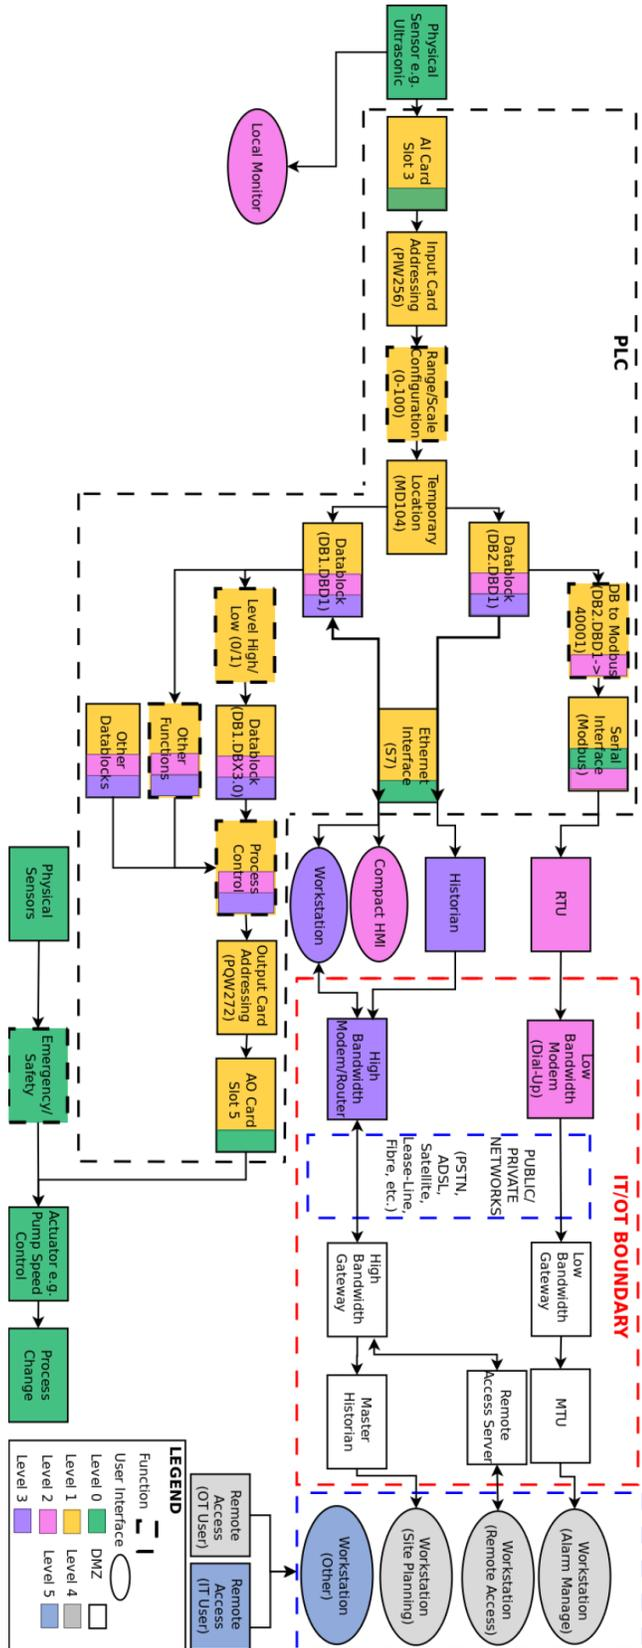 PLC
Physical
Sensor e.g.
Ultrasonic
AI Card
Slot 3
Input Card
Addressing
(PIW256)
Range/Scale
Configuration
(0-100)
Temporary
Location
(MD104)
Local Monitor
Datablock
(DB2.DBD1)
DB to Modbus
(DB2.DBD1->
40001)
Serial
Interface
(Modbus)
Datablock
(DB1.DBD1)
Ethernet
Interface
(S7)
Level High/
Low (0/1)
Datablock
(DB1.DBX3.0)
Other
Functions
Other
Datablocks
Process
Control
Output Card
Addressing
(PQW272)
AO Card
Slot 5
RTU
Historian
Compact HMI
Workstation
Physical
Sensors
Emergency/
Safety
Actuator e.g.
Pump Speed
Control
Process
Change
IT/OT BOUNDARY
Low
Bandwidth
Modem
(Dial-Up)
High
Bandwidth
Modem/Router
PUBLIC/
PRIVATE
NETWORKS
(PSTN,
ADSL,
Satellite,
Lease-Line,
Fibre, etc.)
Low
Bandwidth
Gateway
High
Bandwidth
Gateway
MTU
Remote
Access Server
Master
Historian
Workstation
(Alarm Manage)
Workstation
(Remote Access)
Workstation
(Site Planning)
Workstation
(Other)
Remote
Access
(OT User)
Remote
Access
(IT User)
LEGEND
Function
User Interface
Level 0
Level 1
Level 2
Level 3
DMZ
Level 4
Level 5